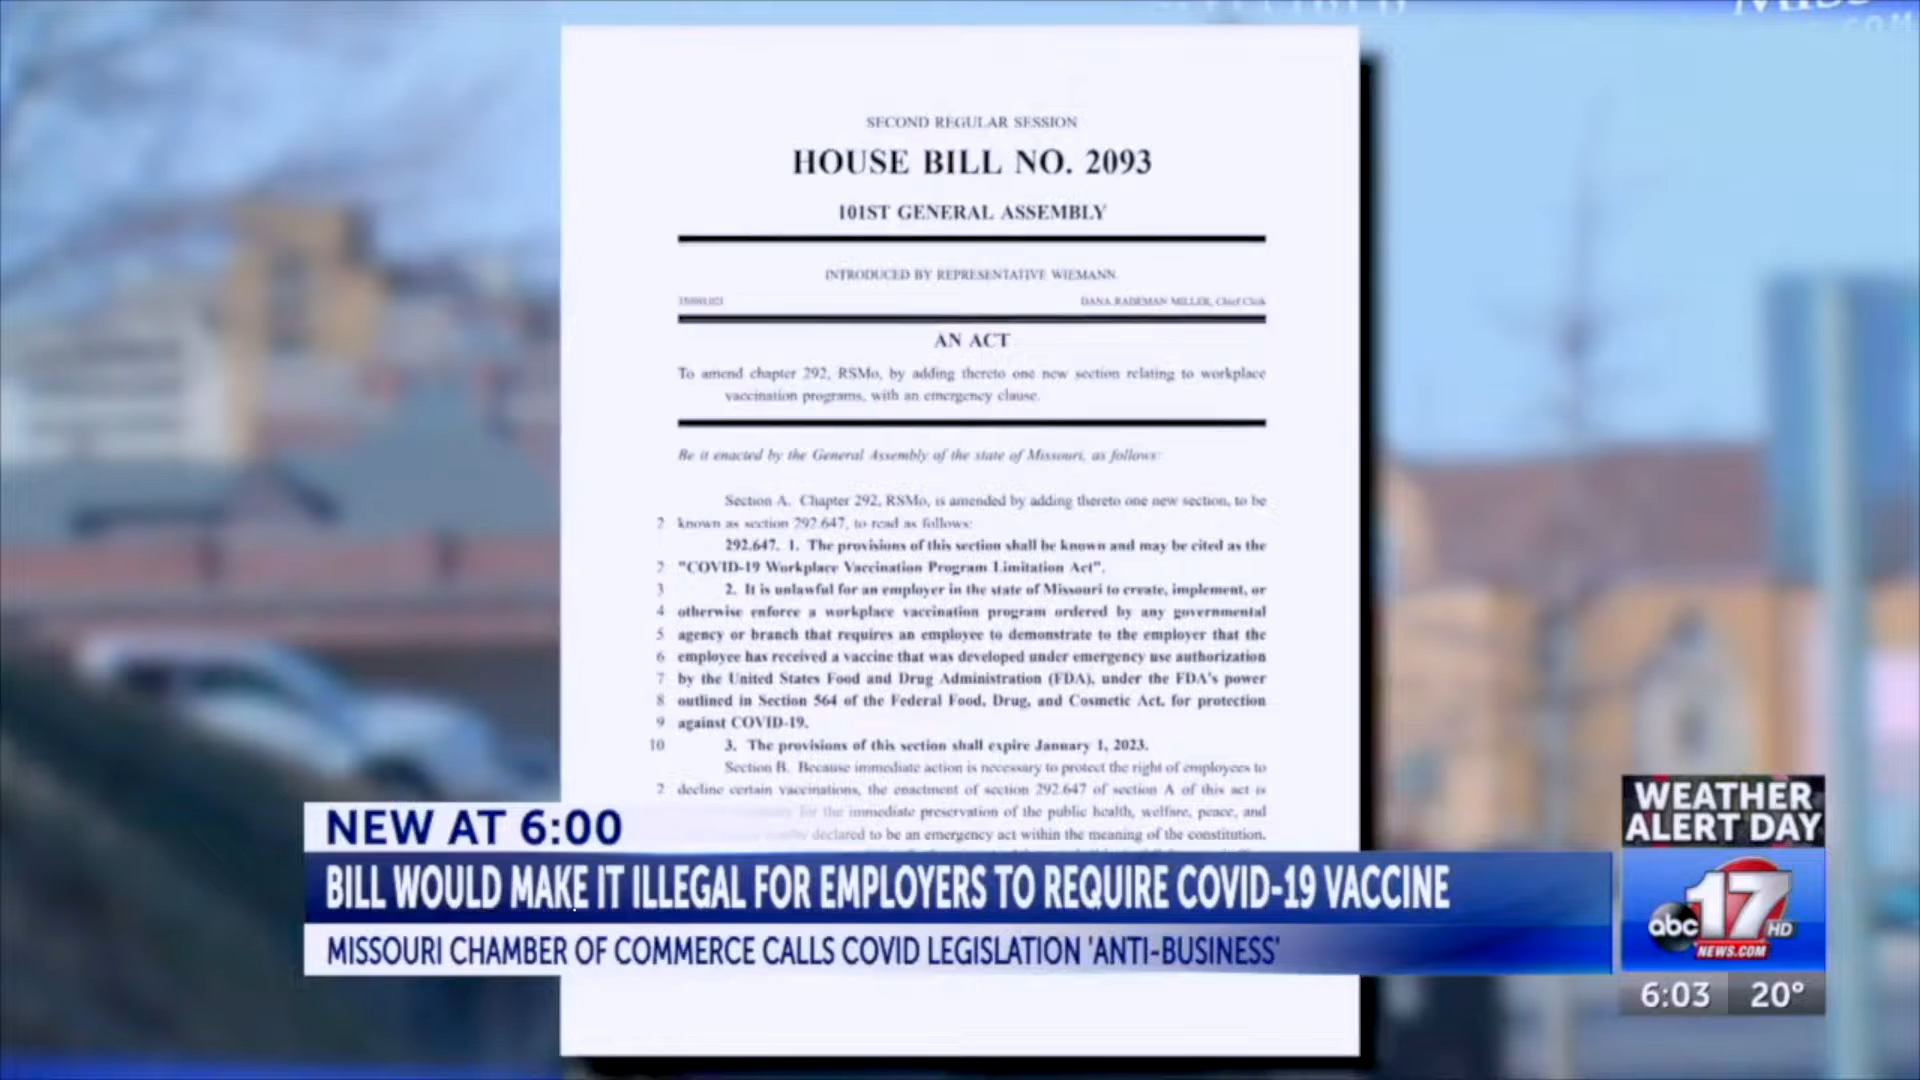 SECOND REGULAR SESSION
HOUSE BILL NO. 2093
101ST GENERAL ASSEMBLY
INTRODUCED BY REPRESENTATIVE WIEMANN.
DANA RADEMAN MILLER, Chief Clerk
AN ACT
To amend chapter 292, RSMo, by adding thereto one new section relating to workplace
vaccination programs, with an emergency clause.
Be it enacted by the General Assembly of the state of Missouri, as follows:
Section A. Chapter 292, RSMo, is amended by adding thereto one new section, to be
2 known as section 292.647, to read as follows:
292.647. 1. The provisions of this section shall be known and may be cited as the
2 "COVID-19 Workplace Vaccination Program Limitation Act".
3 2. It is unlawful for an employer in the state of Missouri to create, implement, or
4 otherwise enforce a workplace vaccination program ordered by any governmental
5 agency or branch that requires an employee to demonstrate to the employer that the
6 employee has received a vaccine that was developed under emergency use authorization
7 by the United States Food and Drug Administration (FDA), under the FDA's power
8 outlined in Section 564 of the Federal Food, Drug, and Cosmetic Act, for protection
9 against COVID-19.
10 3. The provisions of this section shall expire January 1, 2023.
Section B. Because immediate action is necessary to protect the right of employees to
2 decline certain vaccinations, the enactment of section 292.647 of section A of this act is
for the immediate preservation of the public health, welfare, peace, and
declared to be an emergency act within the meaning of the constitution,
NEW AT 6:00
BILL WOULD MAKE IT ILLEGAL FOR EMPLOYERS TO REQUIRE COVID-19 VACCINE
MISSOURI CHAMBER OF COMMERCE CALLS COVID LEGISLATION 'ANTI-BUSINESS'
WEATHER
ALERT DAY
abc 17 HD
NEWS.COM
6:03 20°